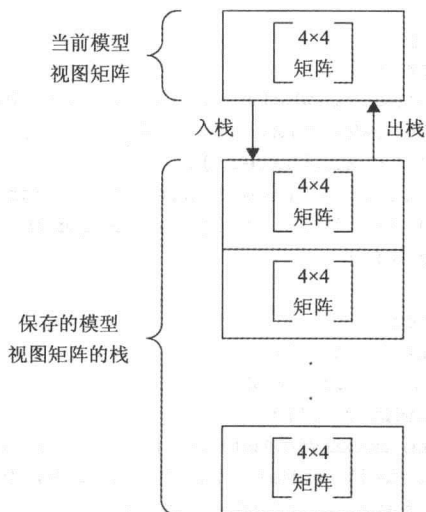 当前模型
视图矩阵
4×4
矩阵
入栈
出栈
4×4
矩阵
4×4
矩阵
保存的模型
视图矩阵的栈
.
.
4×4
矩阵